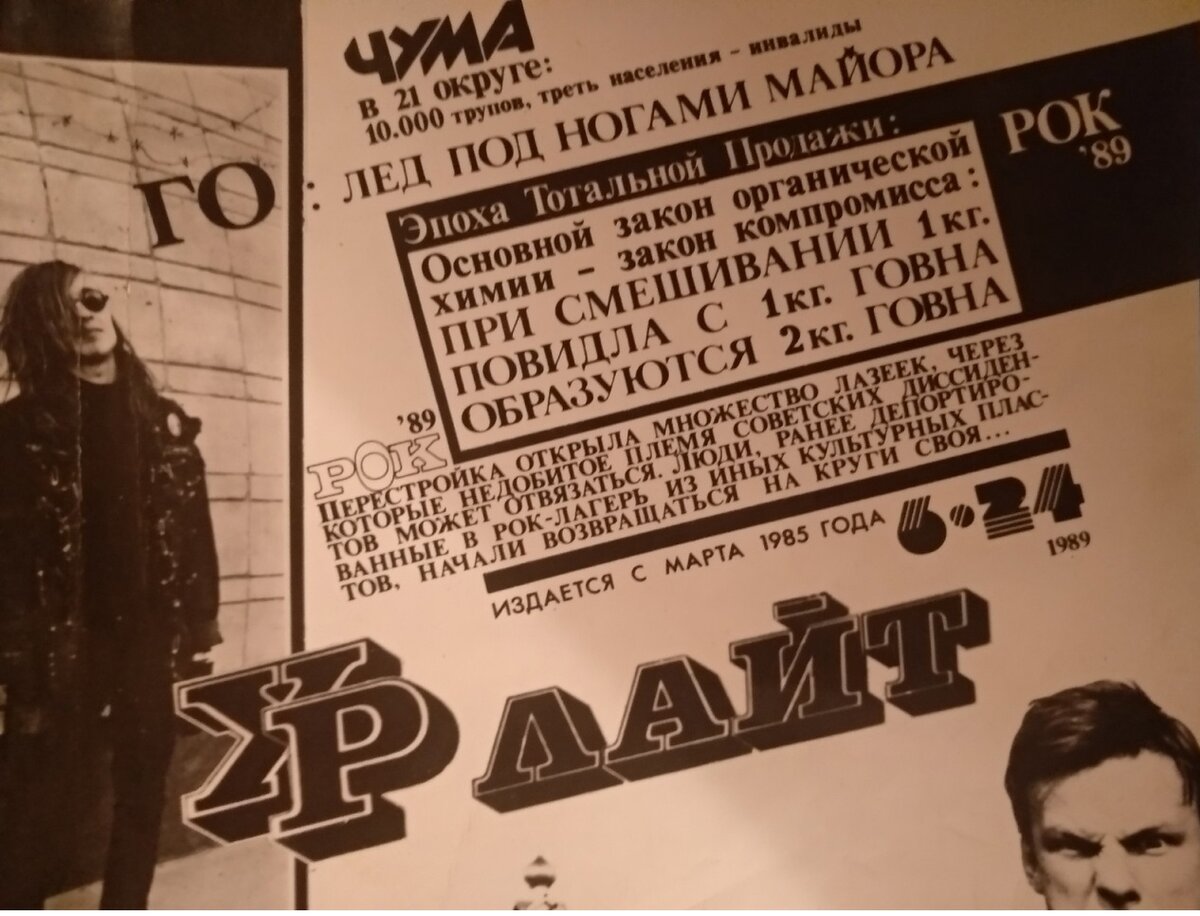 ЧУМА
В 21 ОКРУГЕ:
10.000 трупов, треть населения - инвалиды
ГО : ЛЕД ПОД НОГАМИ МАЙОРА
Эпоха Тотальной Продажи:
Основной закон органической
химии - закон компромисса:
ПРИ СМЕШИВАНИИ 1кг.
ПОВИДЛА С 1кг. ГОВНА
ОБРАЗУЮТСЯ 2кг. ГОВНА
РОК
'89
'89
РОК
ПЕРЕСТРОЙКА ОТКРЫЛА МНОЖЕСТВО ЛАЗЕЕК, ЧЕРЕЗ
КОТОРЫЕ НЕДОБИТОЕ ПЛЕМЯ СОВЕТСКИХ ДИССИДЕН-
ТОВ МОЖЕТ ОТВЯЗАТЬСЯ. ЛЮДИ, РАНЕЕ ДЕПОРТИРО-
ВАННЫЕ В РОК-ЛАГЕРЬ ИЗ ИНЫХ КУЛЬТУРНЫХ ПЛАС-
ТОВ, НАЧАЛИ ВОЗВРАЩАТЬСЯ НА КРУГИ СВОЯ...
ИЗДАЕТСЯ С МАРТА 1985 ГОДА
6·24
1989
УР ЛАЙТ